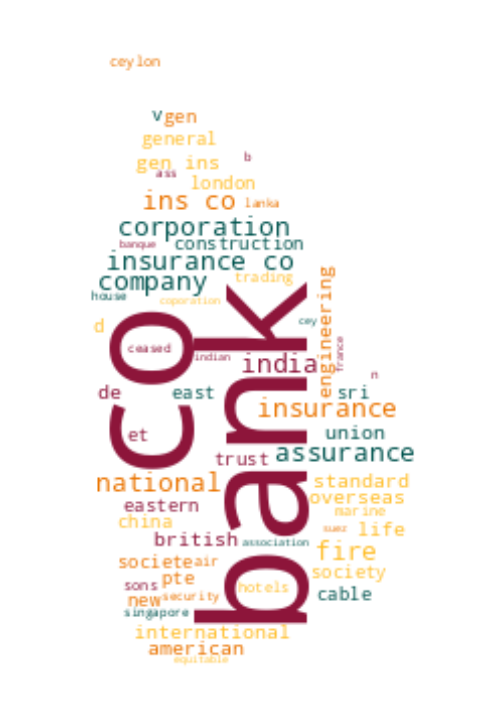 ceylon
v gen
general
gen ins
b
ass
london
ins co
lanka
corporation
banque
construction
insurance co
company
trading
house
coporation
engineering
d
cey
co
bank
ceased
indian
india
france
n
de
east
sri
insurance
et
union
trust
assurance
national
standard
overseas
eastern
marine
china
suez
life
british
association
fire
societe
air
society
pte
sons
hotels
cable
new
security
singapore
international
american
equitable